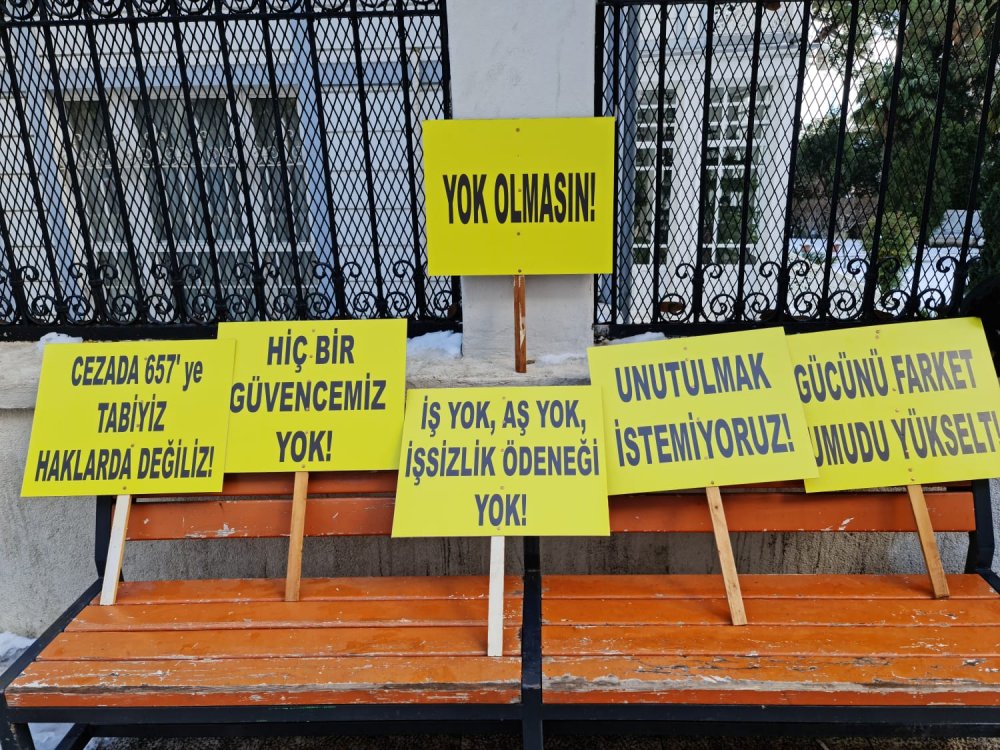 YOK OLMASIN!
CEZADA 657'ye
TABİYİZ
HAKLARDA DEĞİLİZ!
HİÇ BİR
GÜVENCEMİZ
YOK!
İŞ YOK, AŞ YOK,
İŞSİZLİK ÖDENEĞİ
YOK!
UNUTULMAK
İSTEMİYORUZ!
GÜCÜNÜ FARKET
UMUDU YÜKSELT!